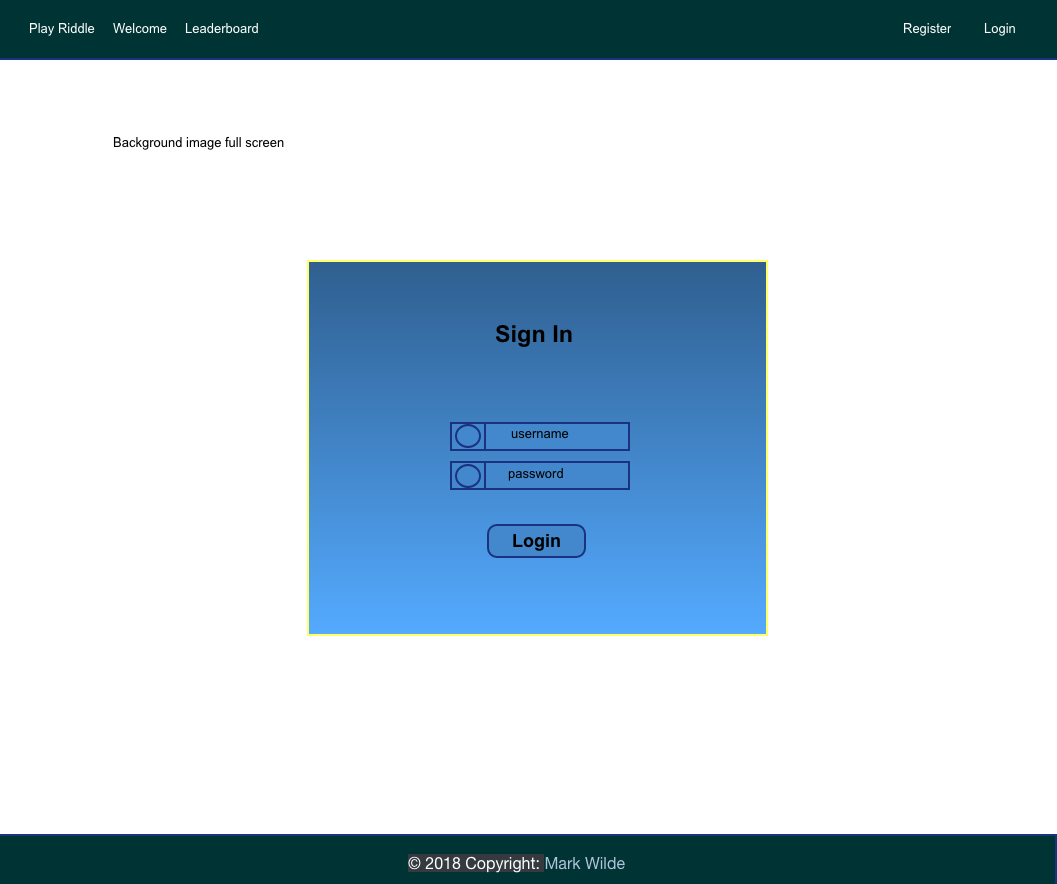 Play Riddle Welcome Leaderboard Register Login
Background image full screen
Sign In
username
password
Login
© 2018 Copyright: Mark Wilde